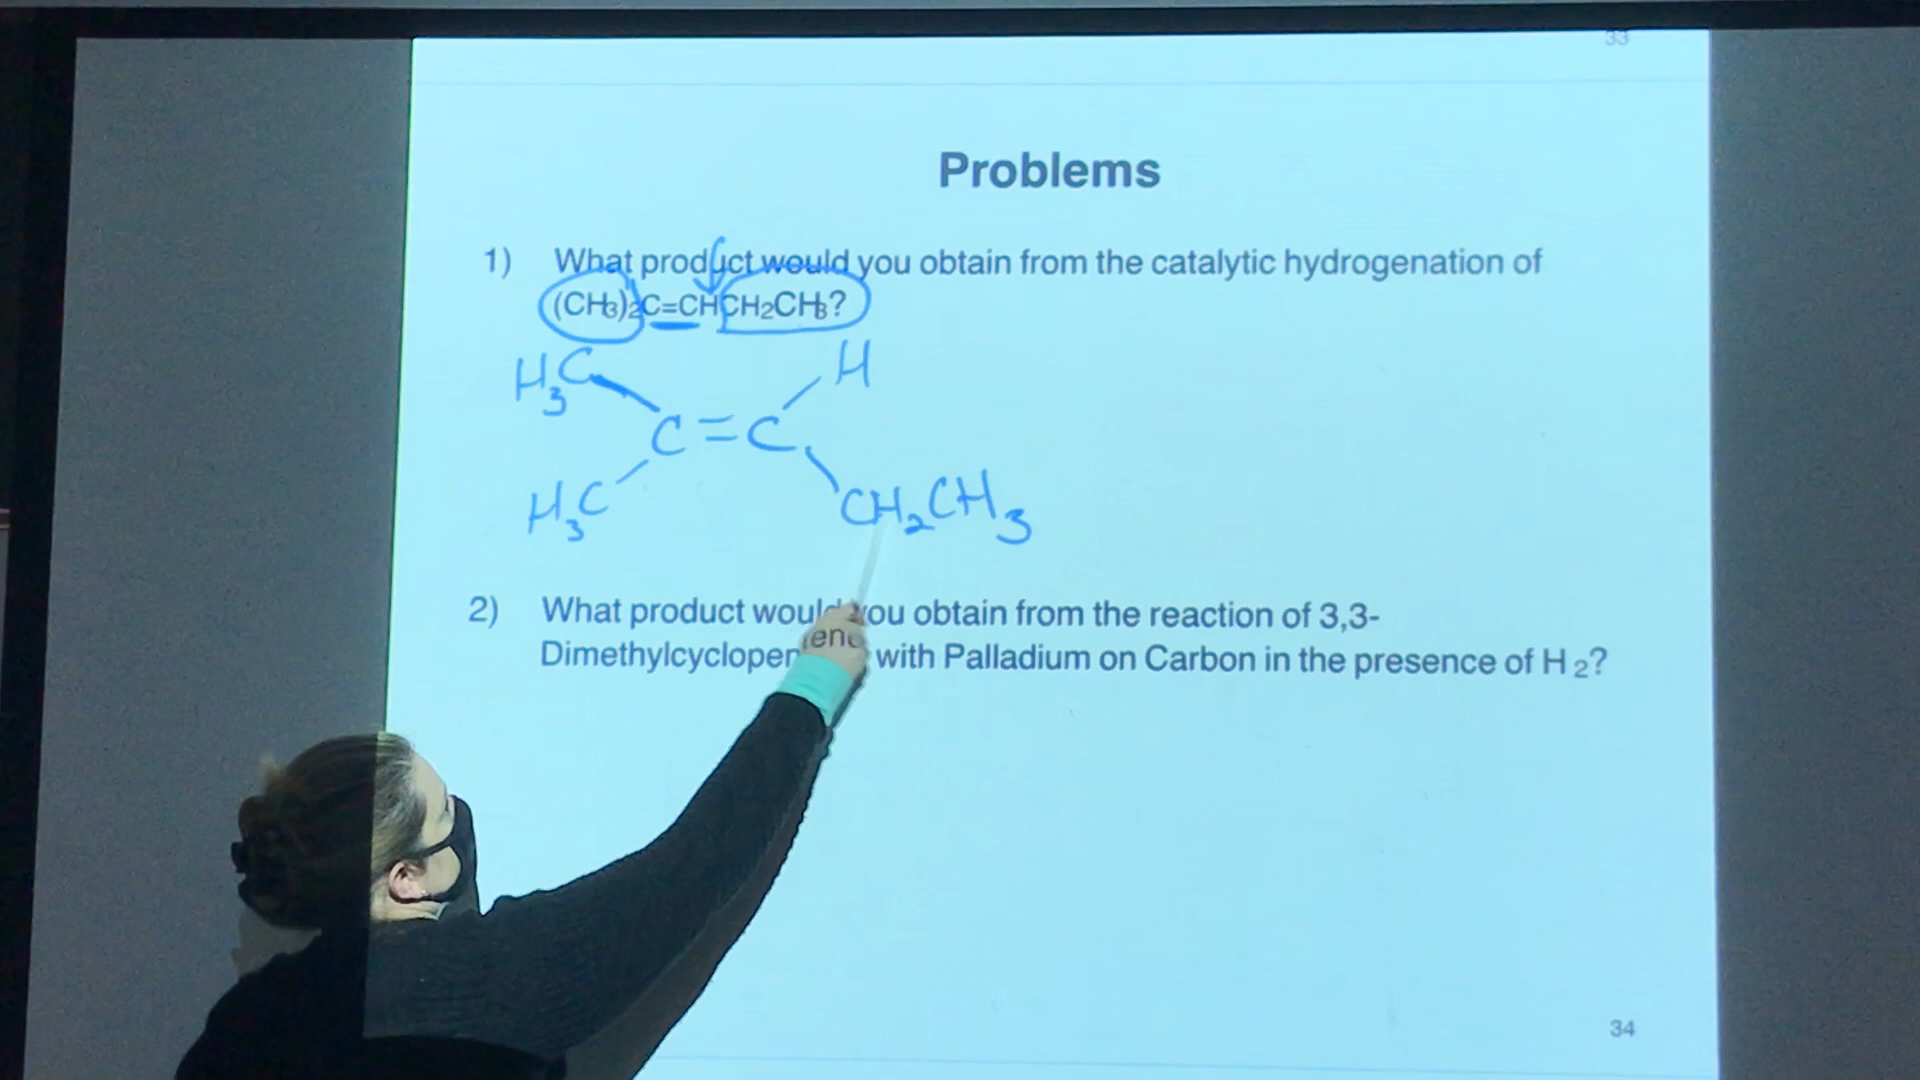 33
Problems
1) What product would you obtain from the catalytic hydrogenation of
(CH3)2C=CHCH2CH3?
H3C H
C=C
H3C CH2CH3
2) What product would you obtain from the reaction of 3,3-
Dimethylcyclopen with Palladium on Carbon in the presence of H2?
34